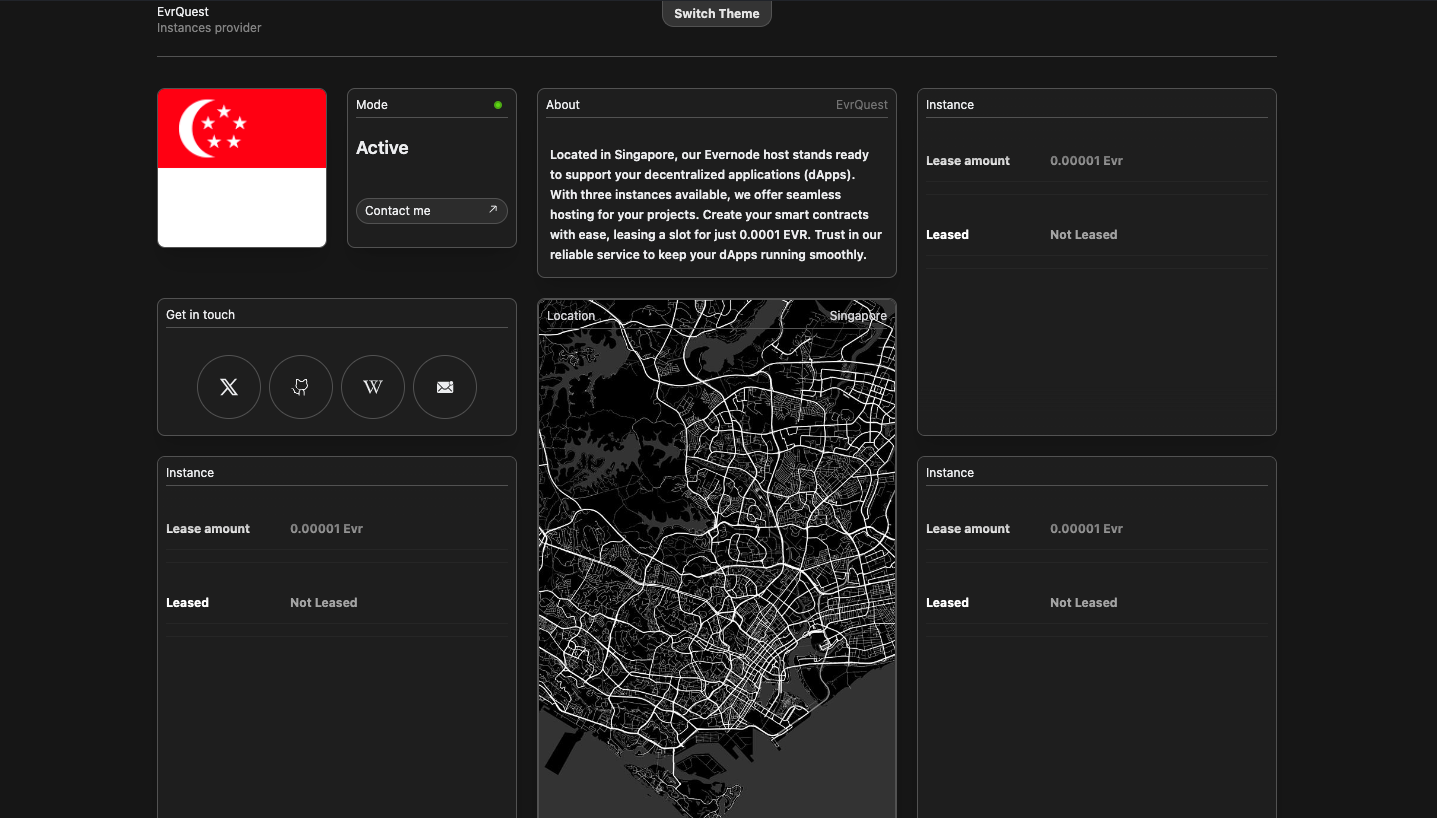 EvrQuest
Instances provider
Switch Theme
Mode
Active
Contact me
About
EvrQuest
Located in Singapore, our Evernode host stands ready
to support your decentralized applications (dApps).
With three instances available, we offer seamless
hosting for your projects. Create your smart contracts
with ease, leasing a slot for just 0.0001 EVR. Trust in our
reliable service to keep your dApps running smoothly.
Instance
Lease amount 0.00001 Evr
Leased Not Leased
Get in touch
X
W
Location
Singapore
Instance
Lease amount 0.00001 Evr
Leased Not Leased
Instance
Lease amount 0.00001 Evr
Leased Not Leased